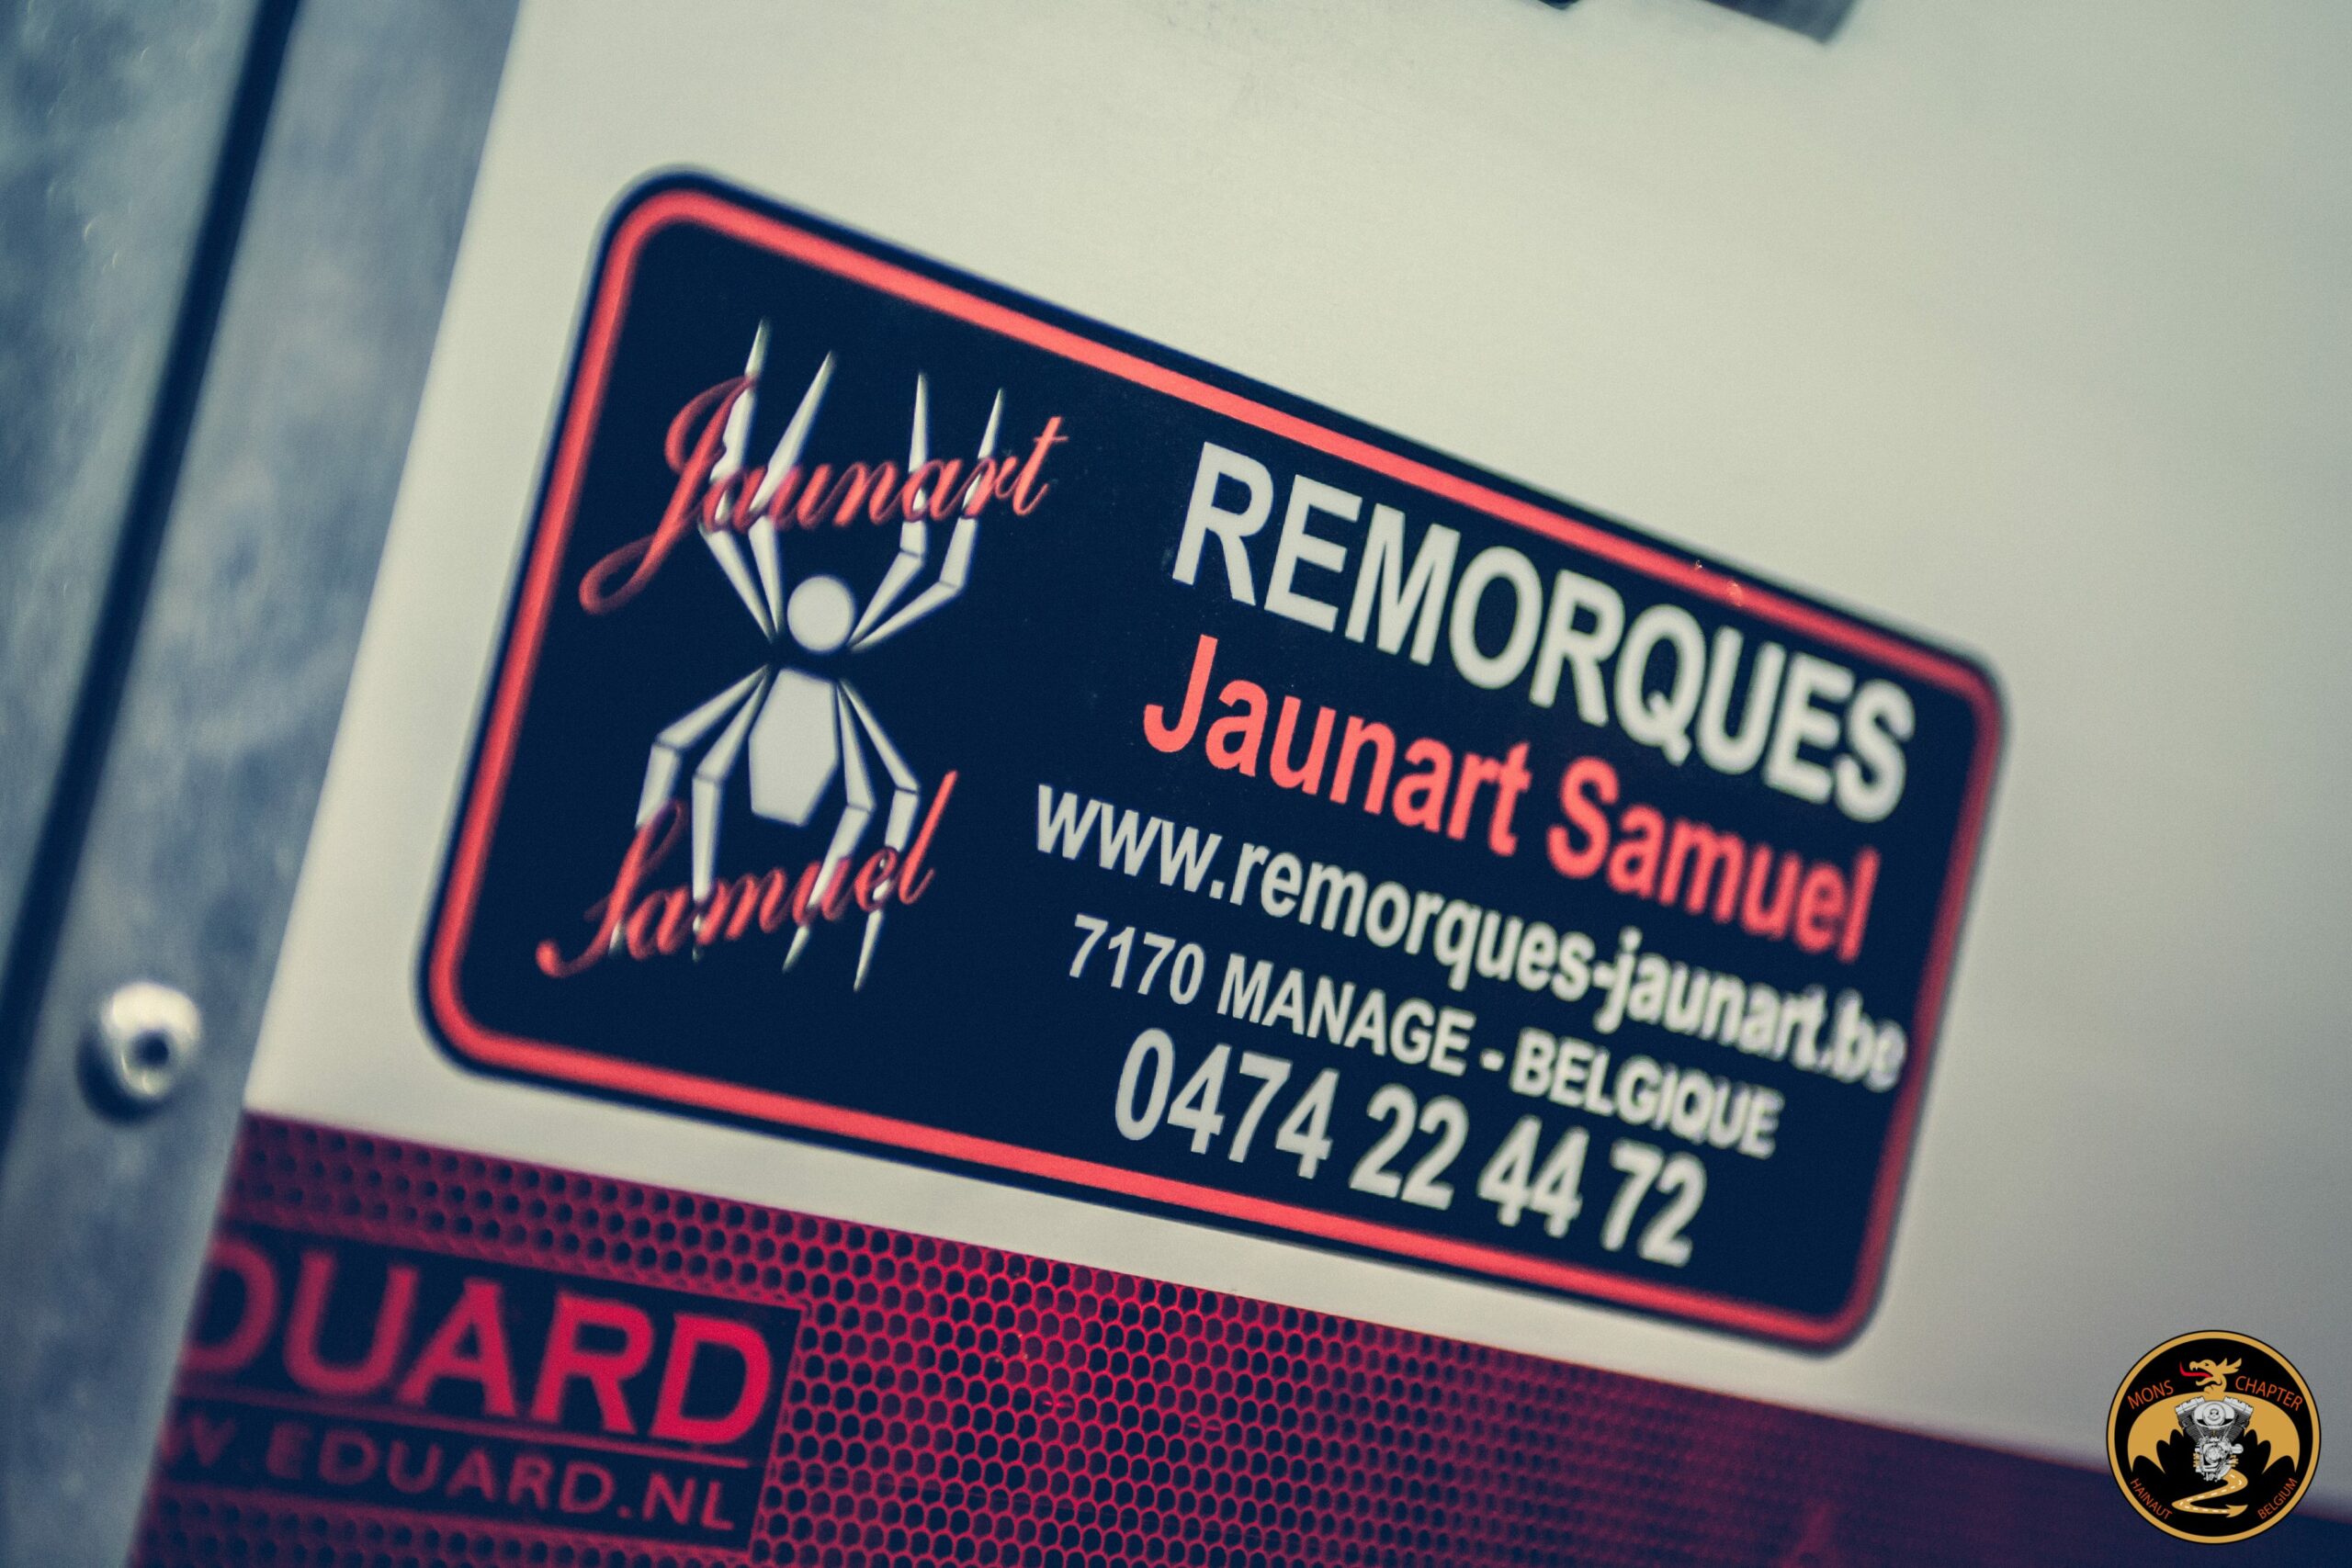 Jaunart
Samuel
REMORQUES
Jaunart Samuel
www.remorques-jaunart.be
7170 MANAGE - BELGIQUE
0474 22 44 72
DUARD
W.EDUARD.NL
MONS CHAPTER
HAINAUT BELGIUM